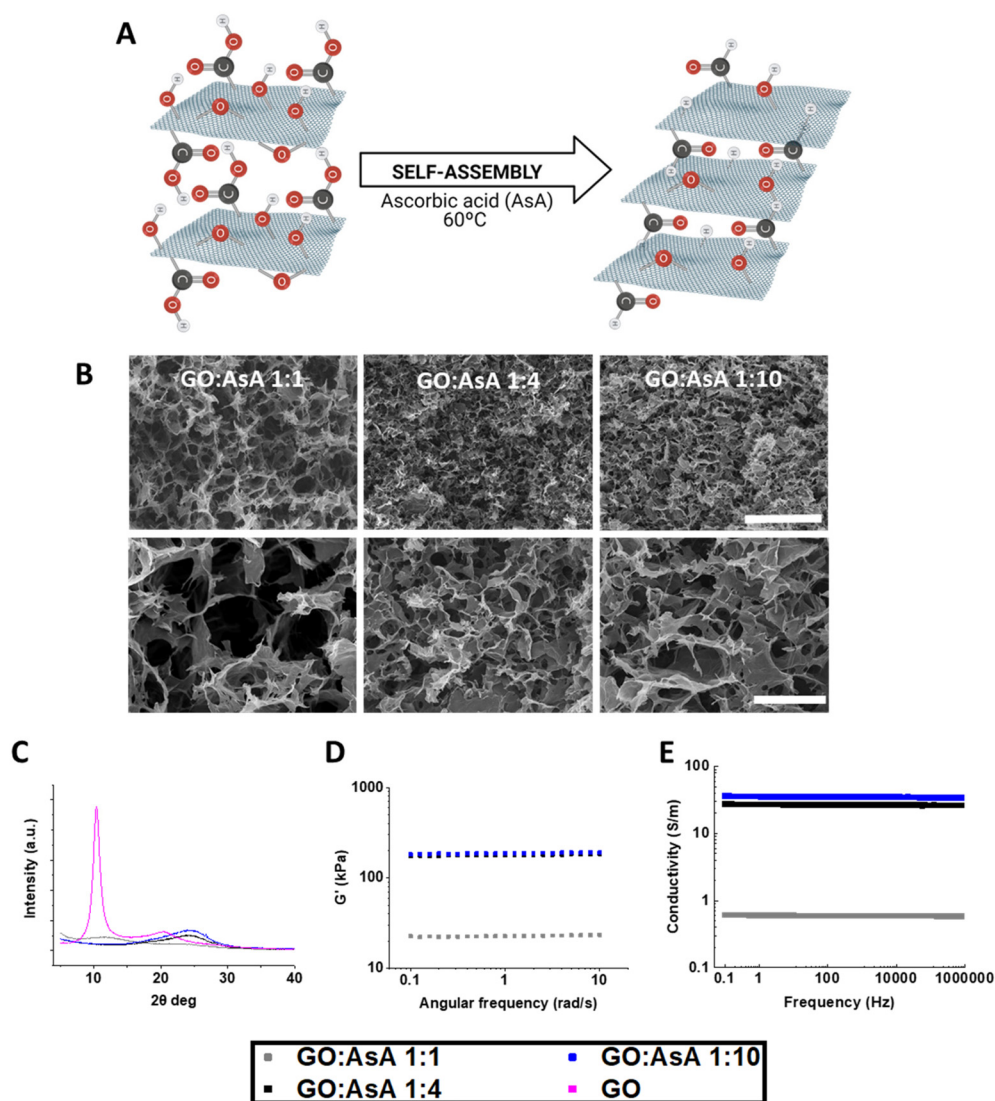 A
SELF-ASSEMBLY
Ascorbic acid (AsA)
60ºC
B
GO:AsA 1:1
GO:AsA 1:4
GO:AsA 1:10
C
Intensity (a.u.)
10
20
30
40
2θ deg
D
G' (kPa)
1000
100
10
0.1
1
10
Angular frequency (rad/s)
E
Conductivity (S/m)
100
10
1
0.1
0.1
1
100
10000
1000000
Frequency (Hz)
GO:AsA 1:1
GO:AsA 1:10
GO:AsA 1:4
GO